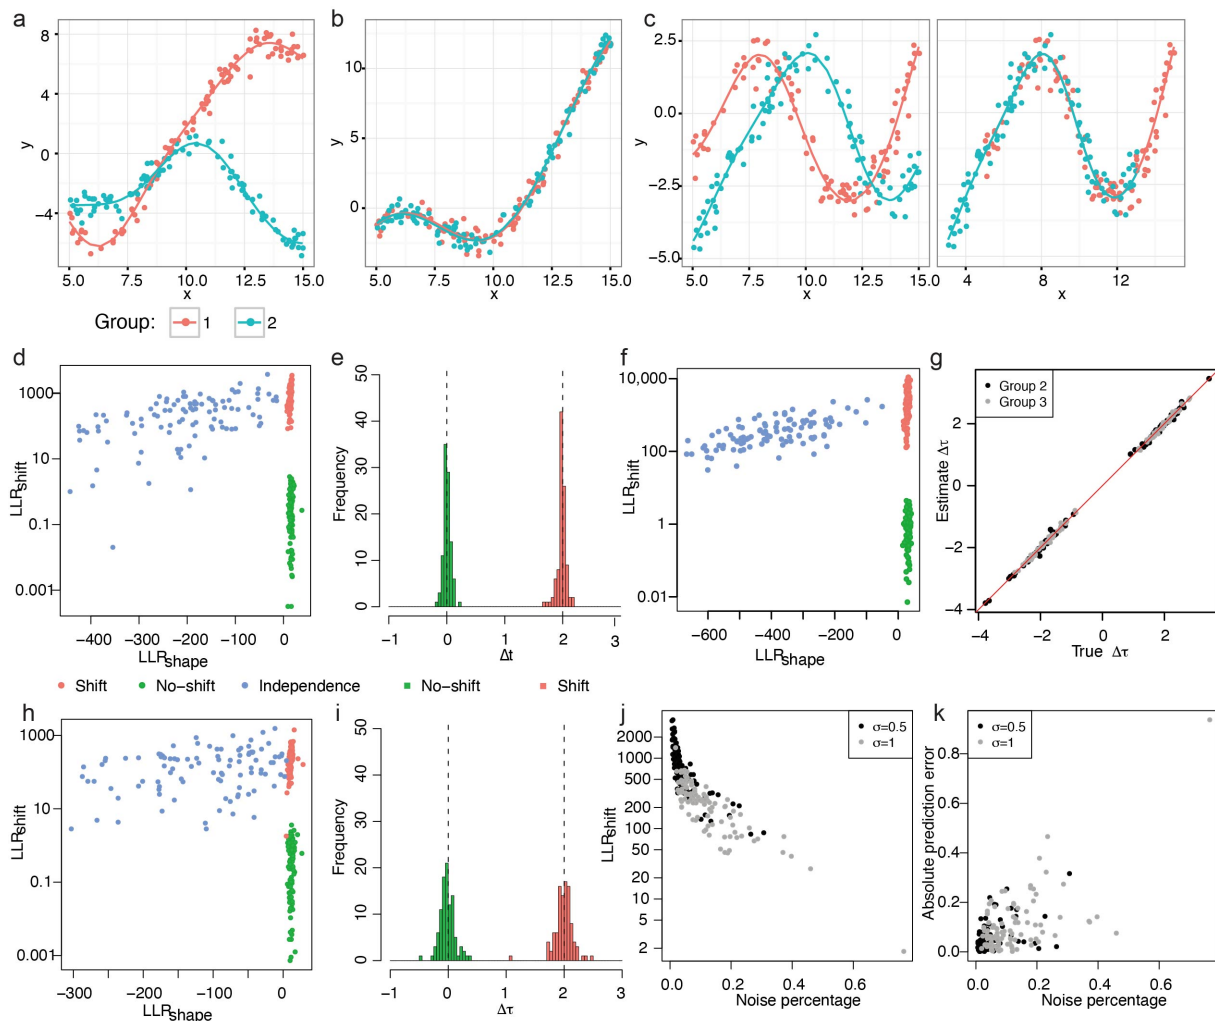 a
8
4
0
−4
y
5.0
7.5
10.0
12.5
15.0
x
b
10
5
0
y
5.0
7.5
10.0
12.5
15.0
x
c
2.5
0.0
−2.5
−5.0
y
5.0
7.5
10.0
12.5
15.0
x
4
8
12
x
Group: 1 2
d
1000
10
0.1
0.001
LLRshift
−400 −300 −200 −100 0
LLRshape
e
50
40
30
20
10
0
Frequency
−1 0 1 2 3
Δt
f
10,000
100
1
0.01
LLRshift
−600 −400 −200 0
LLRshape
g
Group 2
Group 3
2
0
−2
−4
Estimate Δτ
−4 −2 0 2
True Δτ
Shift No−shift Independence No−shift Shift
h
1000
10
0.1
0.001
LLRshift
−300 −200 −100 0
LLRshape
i
50
40
30
20
10
0
Frequency
−1 0 1 2 3
Δτ
j
σ=0.5
σ=1
2000
1000
500
200
100
50
20
10
5
2
LLRshift
0.0 0.2 0.4 0.6
Noise percentage
k
σ=0.5
σ=1
0.8
0.6
0.4
0.2
0.0
Absolute prediction error
0.0 0.2 0.4 0.6
Noise percentage